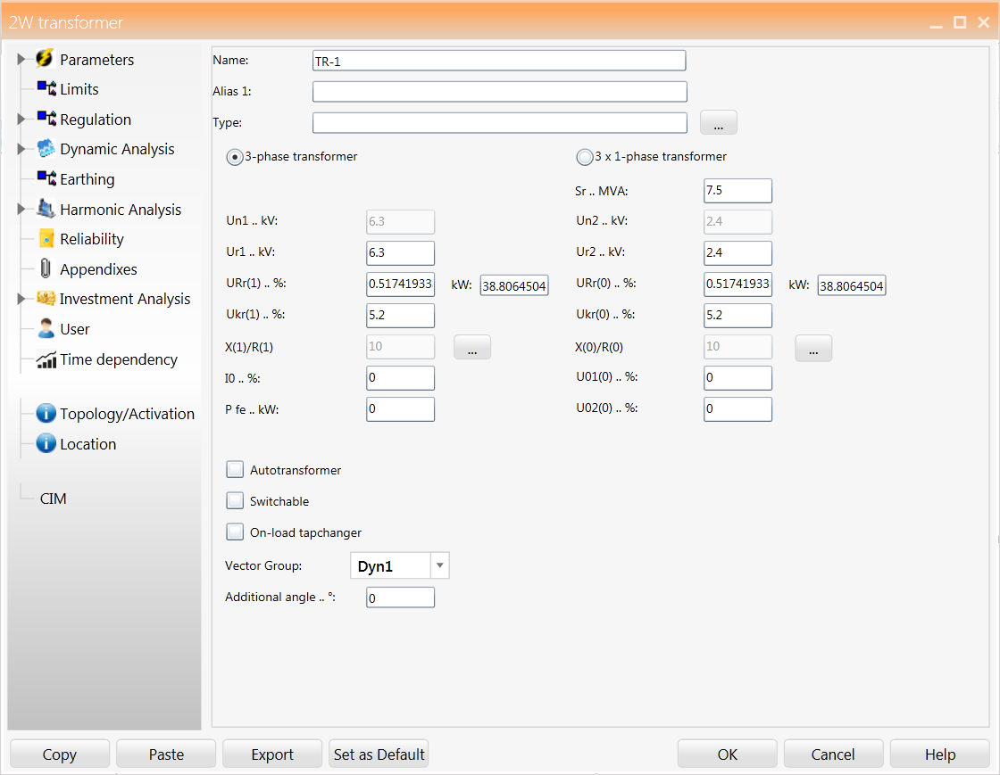 2W transformer
Parameters
Limits
Regulation
Dynamic Analysis
Earthing
Harmonic Analysis
Reliability
Appendixes
Investment Analysis
User
Time dependency
Topology/Activation
Location
CIM
Name: TR-1
Alias 1:
Type: ...
3-phase transformer 3 x 1-phase transformer
Sr .. MVA: 7.5
Un1 .. kV: 6.3 Un2 .. kV: 2.4
Ur1 .. kV: 6.3 Ur2 .. kV: 2.4
URr(1) .. %: 0.51741933 kW: 38.8064504 URr(0) .. %: 0.51741933 kW: 38.8064504
Ukr(1) .. %: 5.2 Ukr(0) .. %: 5.2
X(1)/R(1) 10 ... X(0)/R(0) 10 ...
I0 .. %: 0 U01(0) .. %: 0
P fe .. kW: 0 U02(0) .. %: 0
Autotransformer
Switchable
On-load tapchanger
Vector Group: Dyn1
Additional angle .. °: 0
Copy Paste Export Set as Default OK Cancel Help